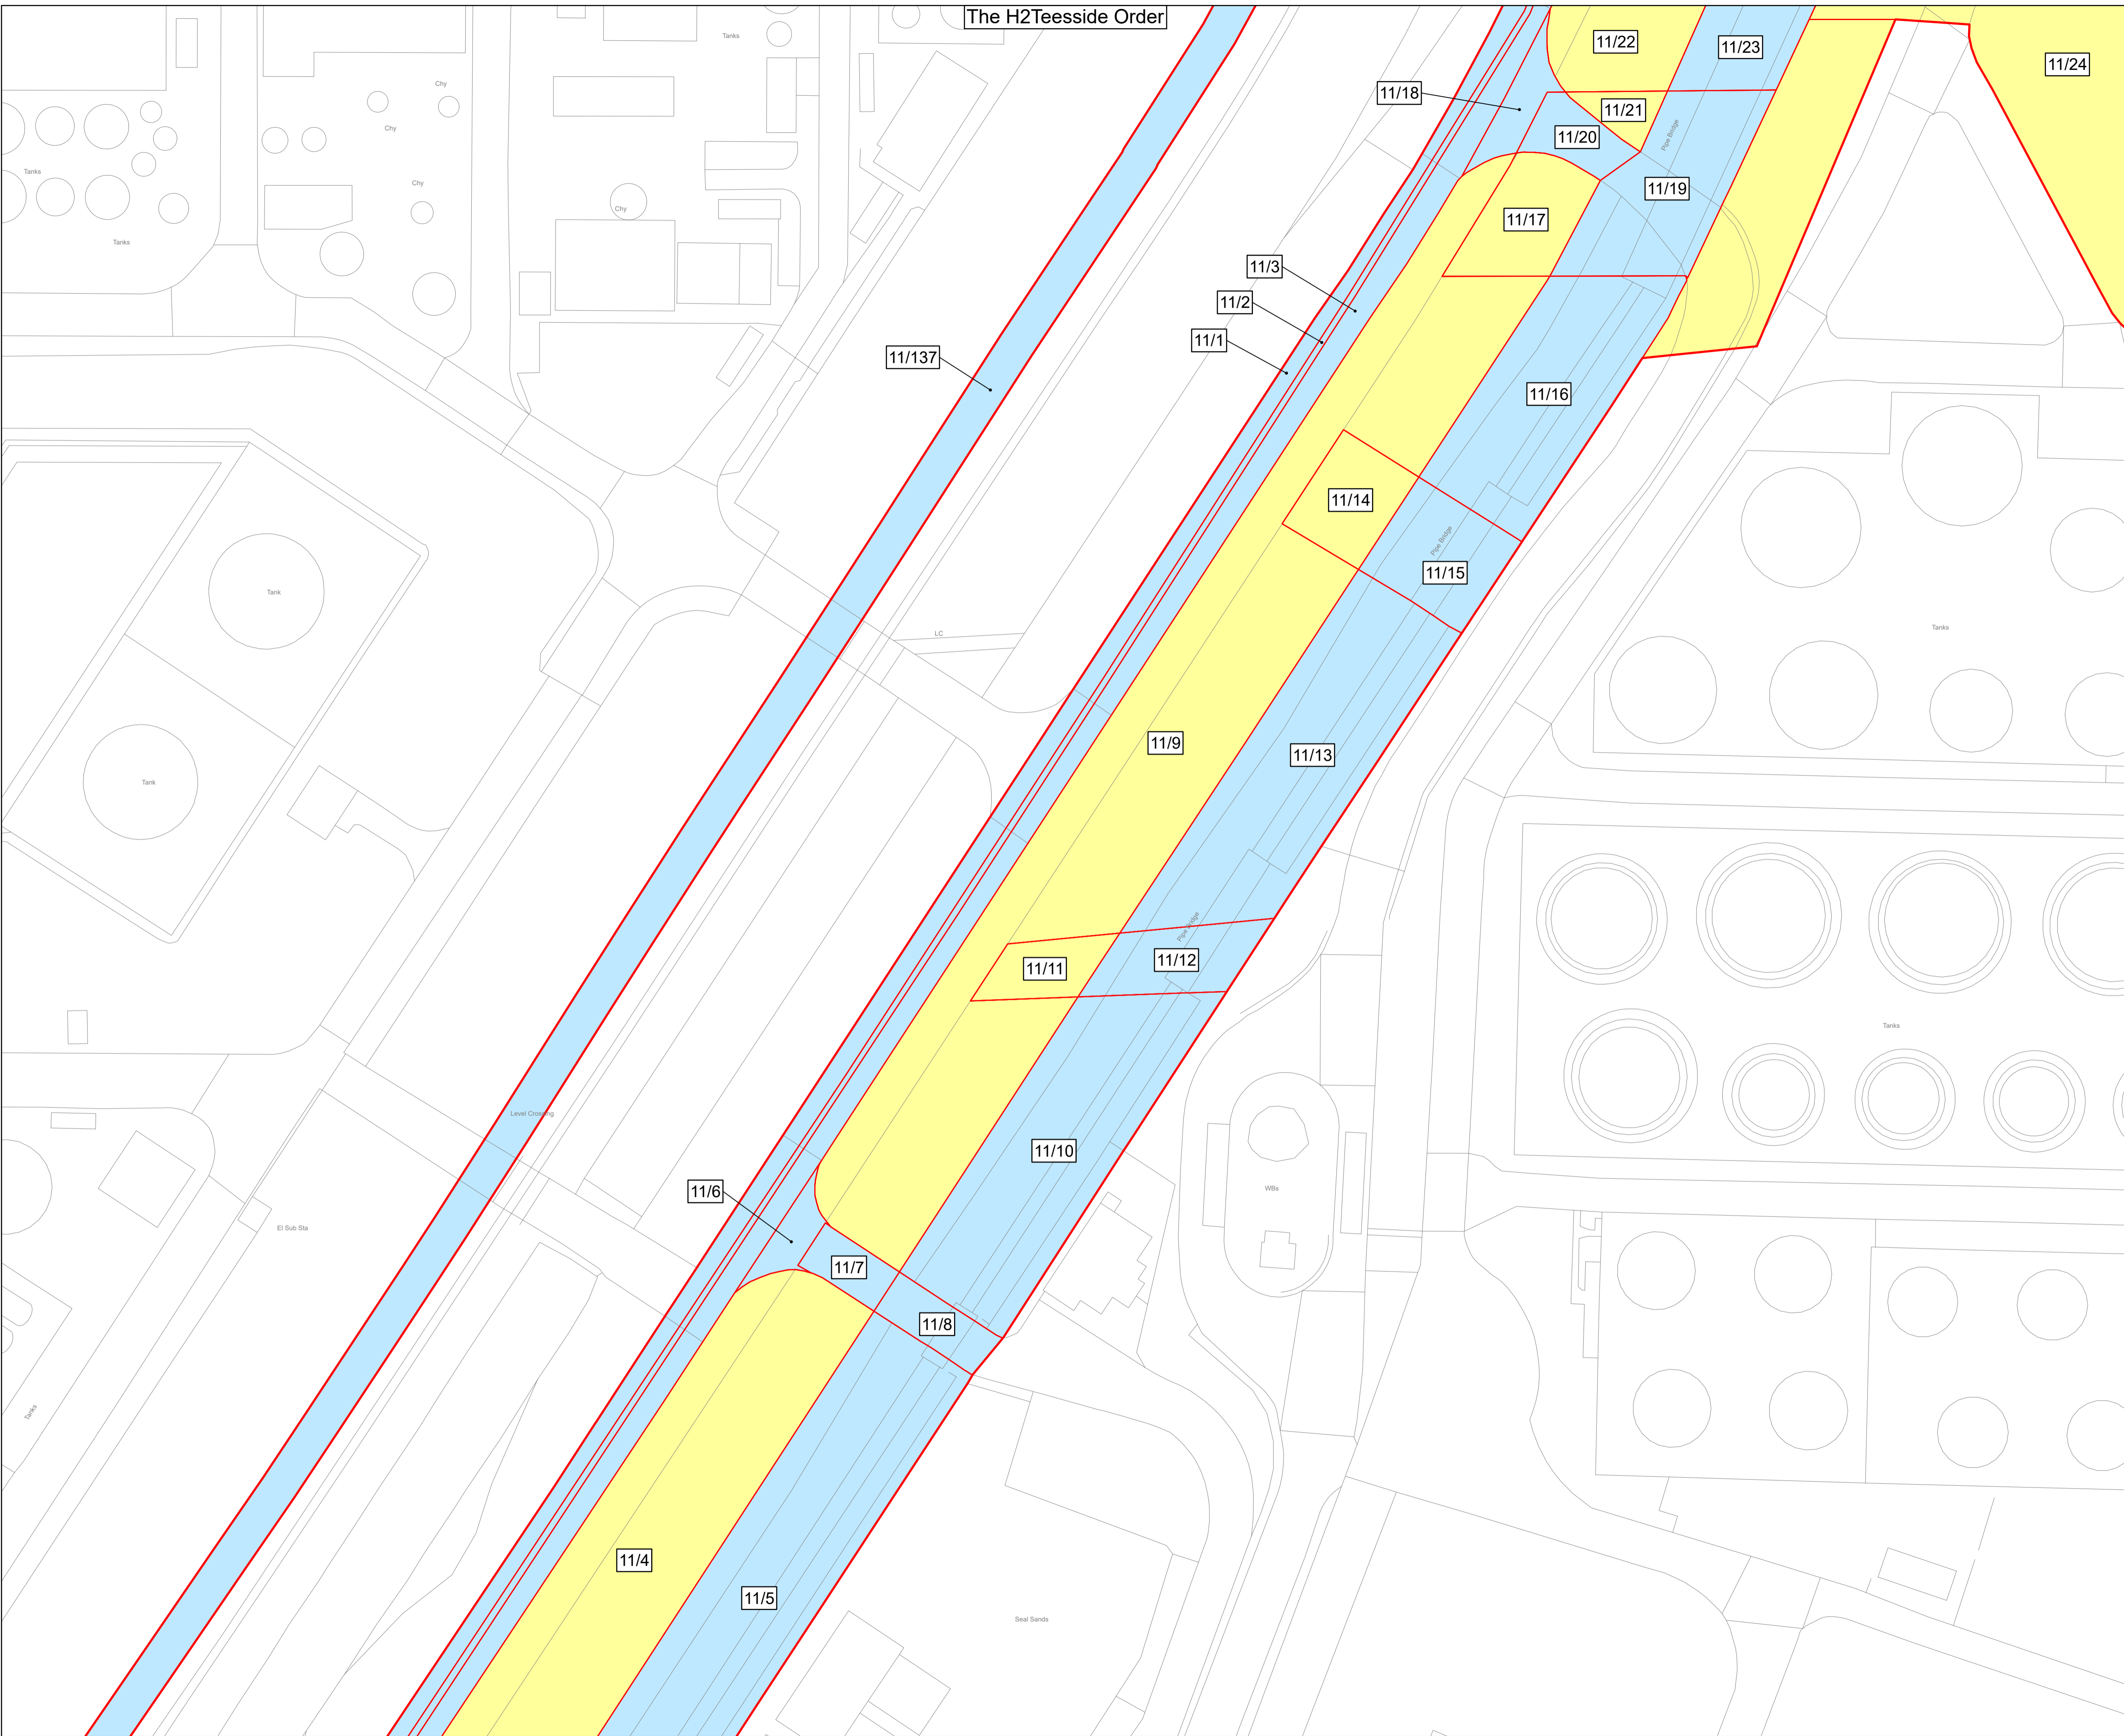 The H2Teesside Order
Tanks
11/22
11/23
11/24
Chy
11/18
11/21
Chy
11/20
Pipe Bridge
Tanks
Chy
11/19
Chy
11/17
Tanks
11/3
11/2
11/1
11/137
11/16
11/14
Pipe Bridge
11/15
Tank
Tanks
LC
11/9
11/13
Tank
Pipe Bridge
11/12
11/11
Tanks
Level Crossing
11/10
11/6
WBs
El Sub Sta
11/7
11/8
Tanks
11/4
11/5
Seal Sands